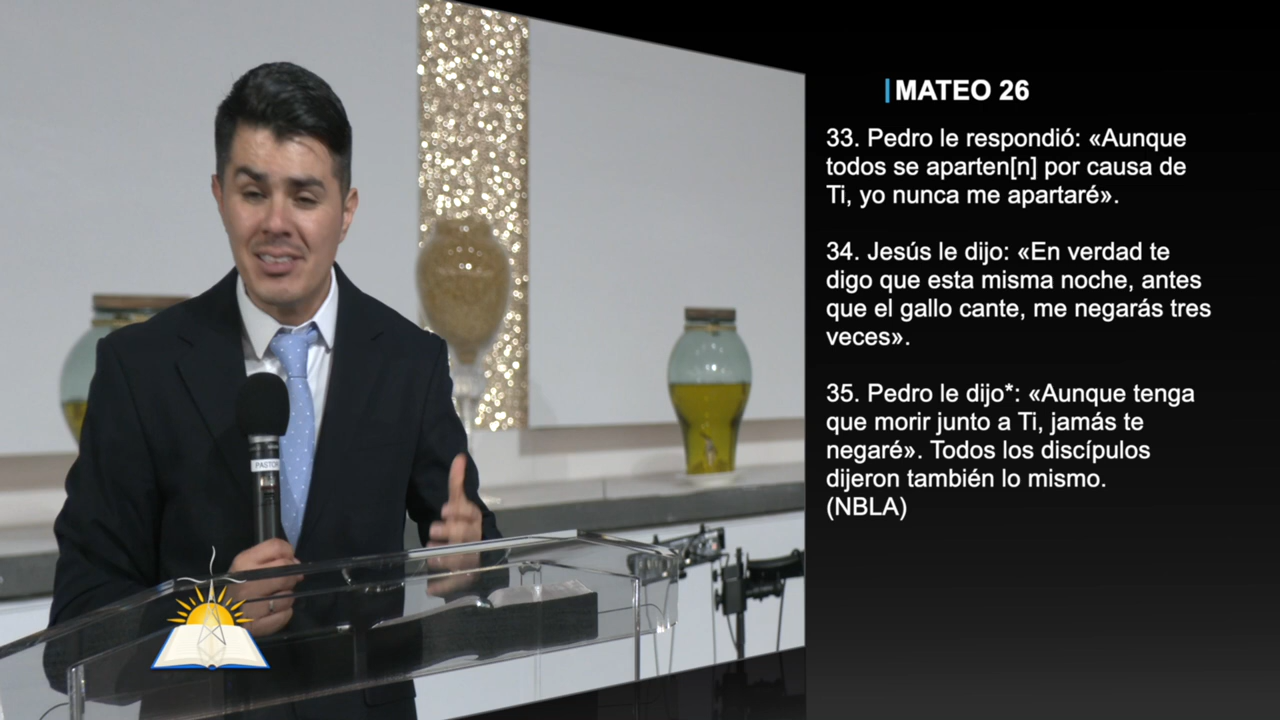 MATEO 26
33. Pedro le respondió: «Aunque
todos se aparten[n] por causa de
Ti, yo nunca me apartaré».
34. Jesús le dijo: «En verdad te
digo que esta misma noche, antes
que el gallo cante, me negarás tres
veces».
35. Pedro le dijo*: «Aunque tenga
que morir junto a Ti, jamás te
negaré». Todos los discípulos
dijeron también lo mismo.
(NBLA)
PASTOR